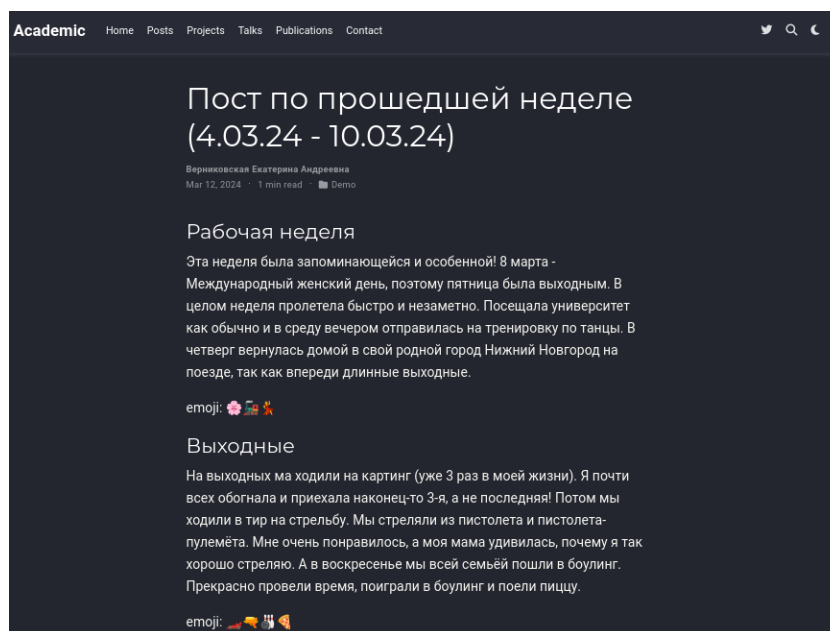 Academic Home Posts Projects Talks Publications Contact
Пост по прошедшей неделе
(4.03.24 - 10.03.24)
Верниковская Екатерина Андреевна
Mar 12, 2024 · 1 min read · Demo
Рабочая неделя
Эта неделя была запоминающейся и особенной! 8 марта -
Международный женский день, поэтому пятница была выходным. В
целом неделя пролетела быстро и незаметно. Посещала университет
как обычно и в среду вечером отправилась на тренировку по танцы. В
четверг вернулась домой в свой родной город Нижний Новгород на
поезде, так как впереди длинные выходные.
emoji: 🌸🚂💃
Выходные
На выходных ма ходили на картинг (уже 3 раз в моей жизни). Я почти
всех обогнала и приехала наконец-то 3-я, а не последняя! Потом мы
ходили в тир на стрельбу. Мы стреляли из пистолета и пистолета-
пулемёта. Мне очень понравилось, а моя мама удивилась, почему я так
хорошо стреляю. А в воскресенье мы всей семьёй пошли в боулинг.
Прекрасно провели время, поиграли в боулинг и поели пиццу.
emoji: 🏎️🔫🎳🍕